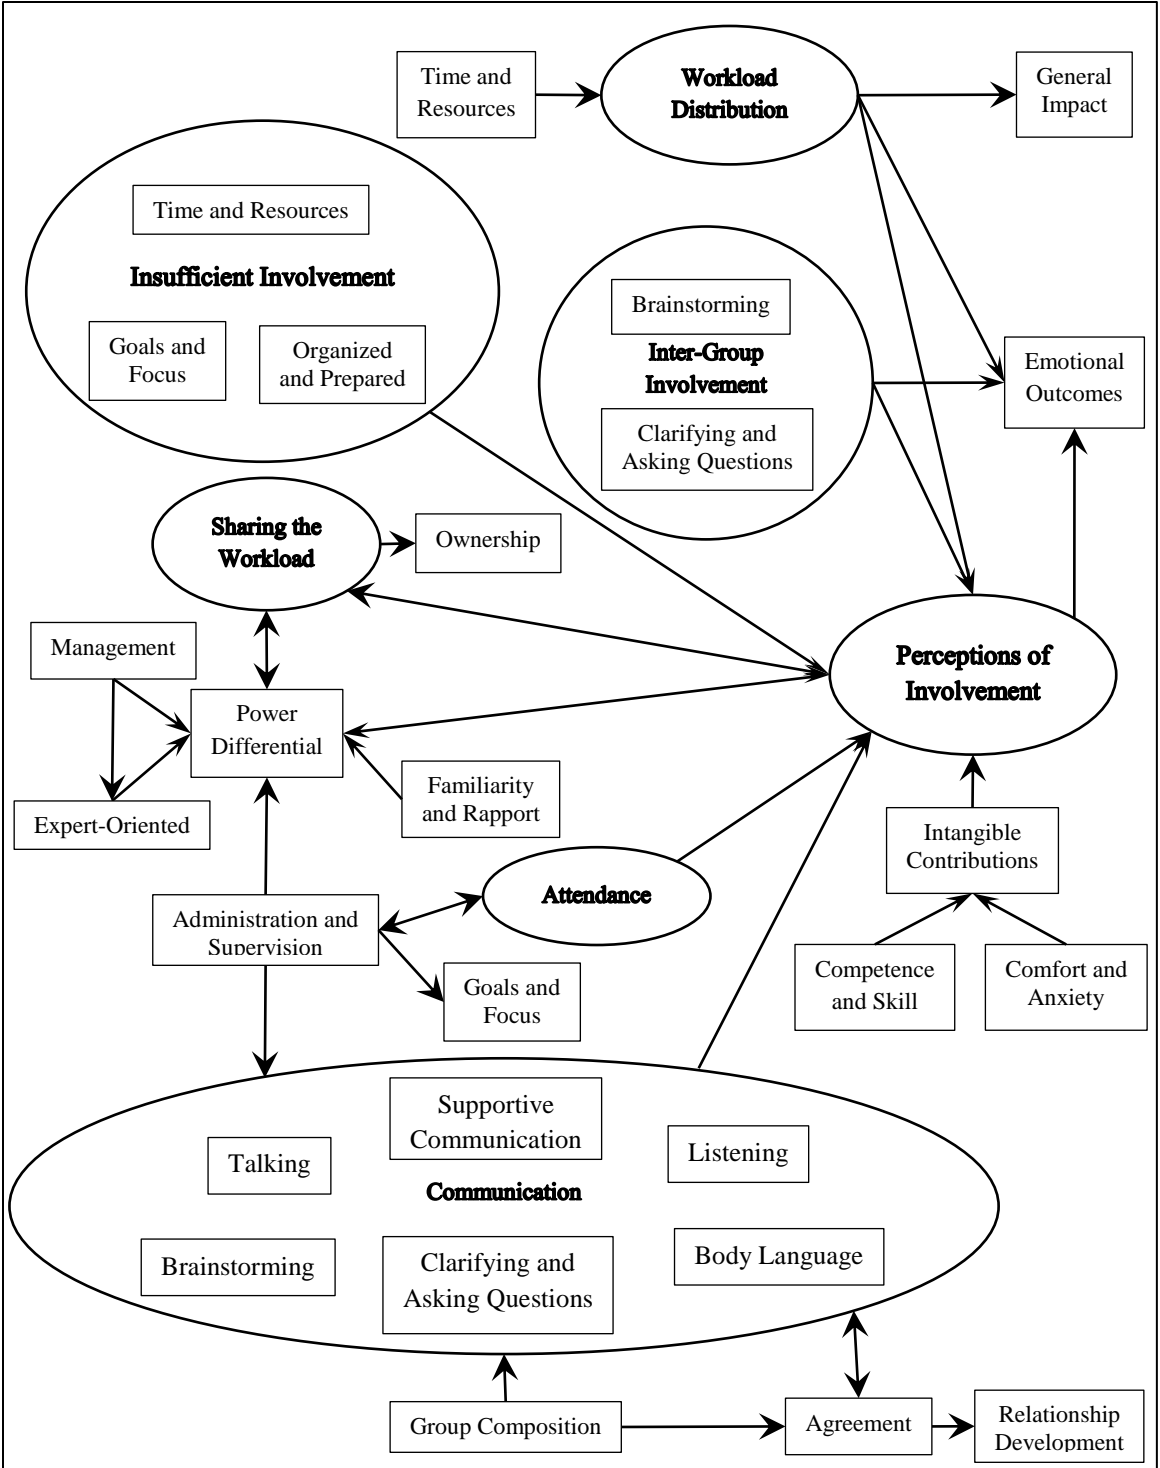 Time and
Resources
Workload
Distribution
General
Impact
Time and Resources
Insufficient Involvement
Goals and
Focus
Organized
and Prepared
Brainstorming
Inter-Group
Involvement
Clarifying and
Asking Questions
Emotional
Outcomes
Sharing the
Workload
Ownership
Management
Power
Differential
Expert-Oriented
Familiarity
and Rapport
Perceptions of
Involvement
Intangible
Contributions
Attendance
Administration and
Supervision
Goals and
Focus
Competence
and Skill
Comfort and
Anxiety
Supportive
Communication
Talking
Listening
Communication
Brainstorming
Clarifying and
Asking Questions
Body Language
Group Composition
Agreement
Relationship
Development